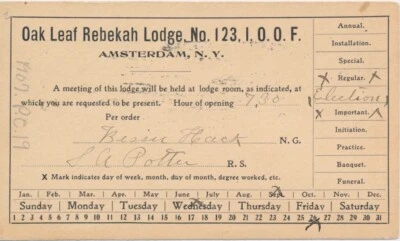 Oak Leaf Rebekah Lodge, No. 123, I. O. O. F.
AMSTERDAM, N. Y.
A meeting of this lodge will be held at lodge room, as indicated, at
which you are requested to be present. Hour of opening 7,30
Per order
Bessie Hack N. G.
S A Potter R. S.
X Mark indicates day of week, month, day of month, degree worked, etc.
Annual.
Installation.
Special.
X Regular. X
(Election)
X Important. X
Initiation.
Practice.
Banquet.
Funeral.
Jan. Feb. March April May June July Aug. Sept. Oct. Nov. Dec.
Sunday Monday Tuesday Wednesday Thursday Friday Saturday
1 2 3 4 5 6 7 8 9 10 11 12 13 14 15 16 17 18 19 20 21 22 23 24 25 26 27 28 29 30 31